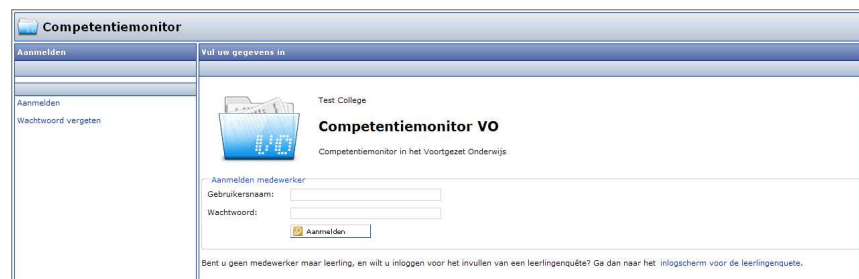 Competentiemonitor
Aanmelden
Vul uw gegevens in
Aanmelden
Wachtwoord vergeten
Test College
Competentiemonitor VO
Competentiemonitor in het Voortgezet Onderwijs
VO
Aanmelden medewerker
Gebruikersnaam:
Wachtwoord:
Aanmelden
Bent u geen medewerker maar leerling, en wilt u inloggen voor het invullen van een leerlingenquête? Ga dan naar het inlogscherm voor de leerlingenquete.